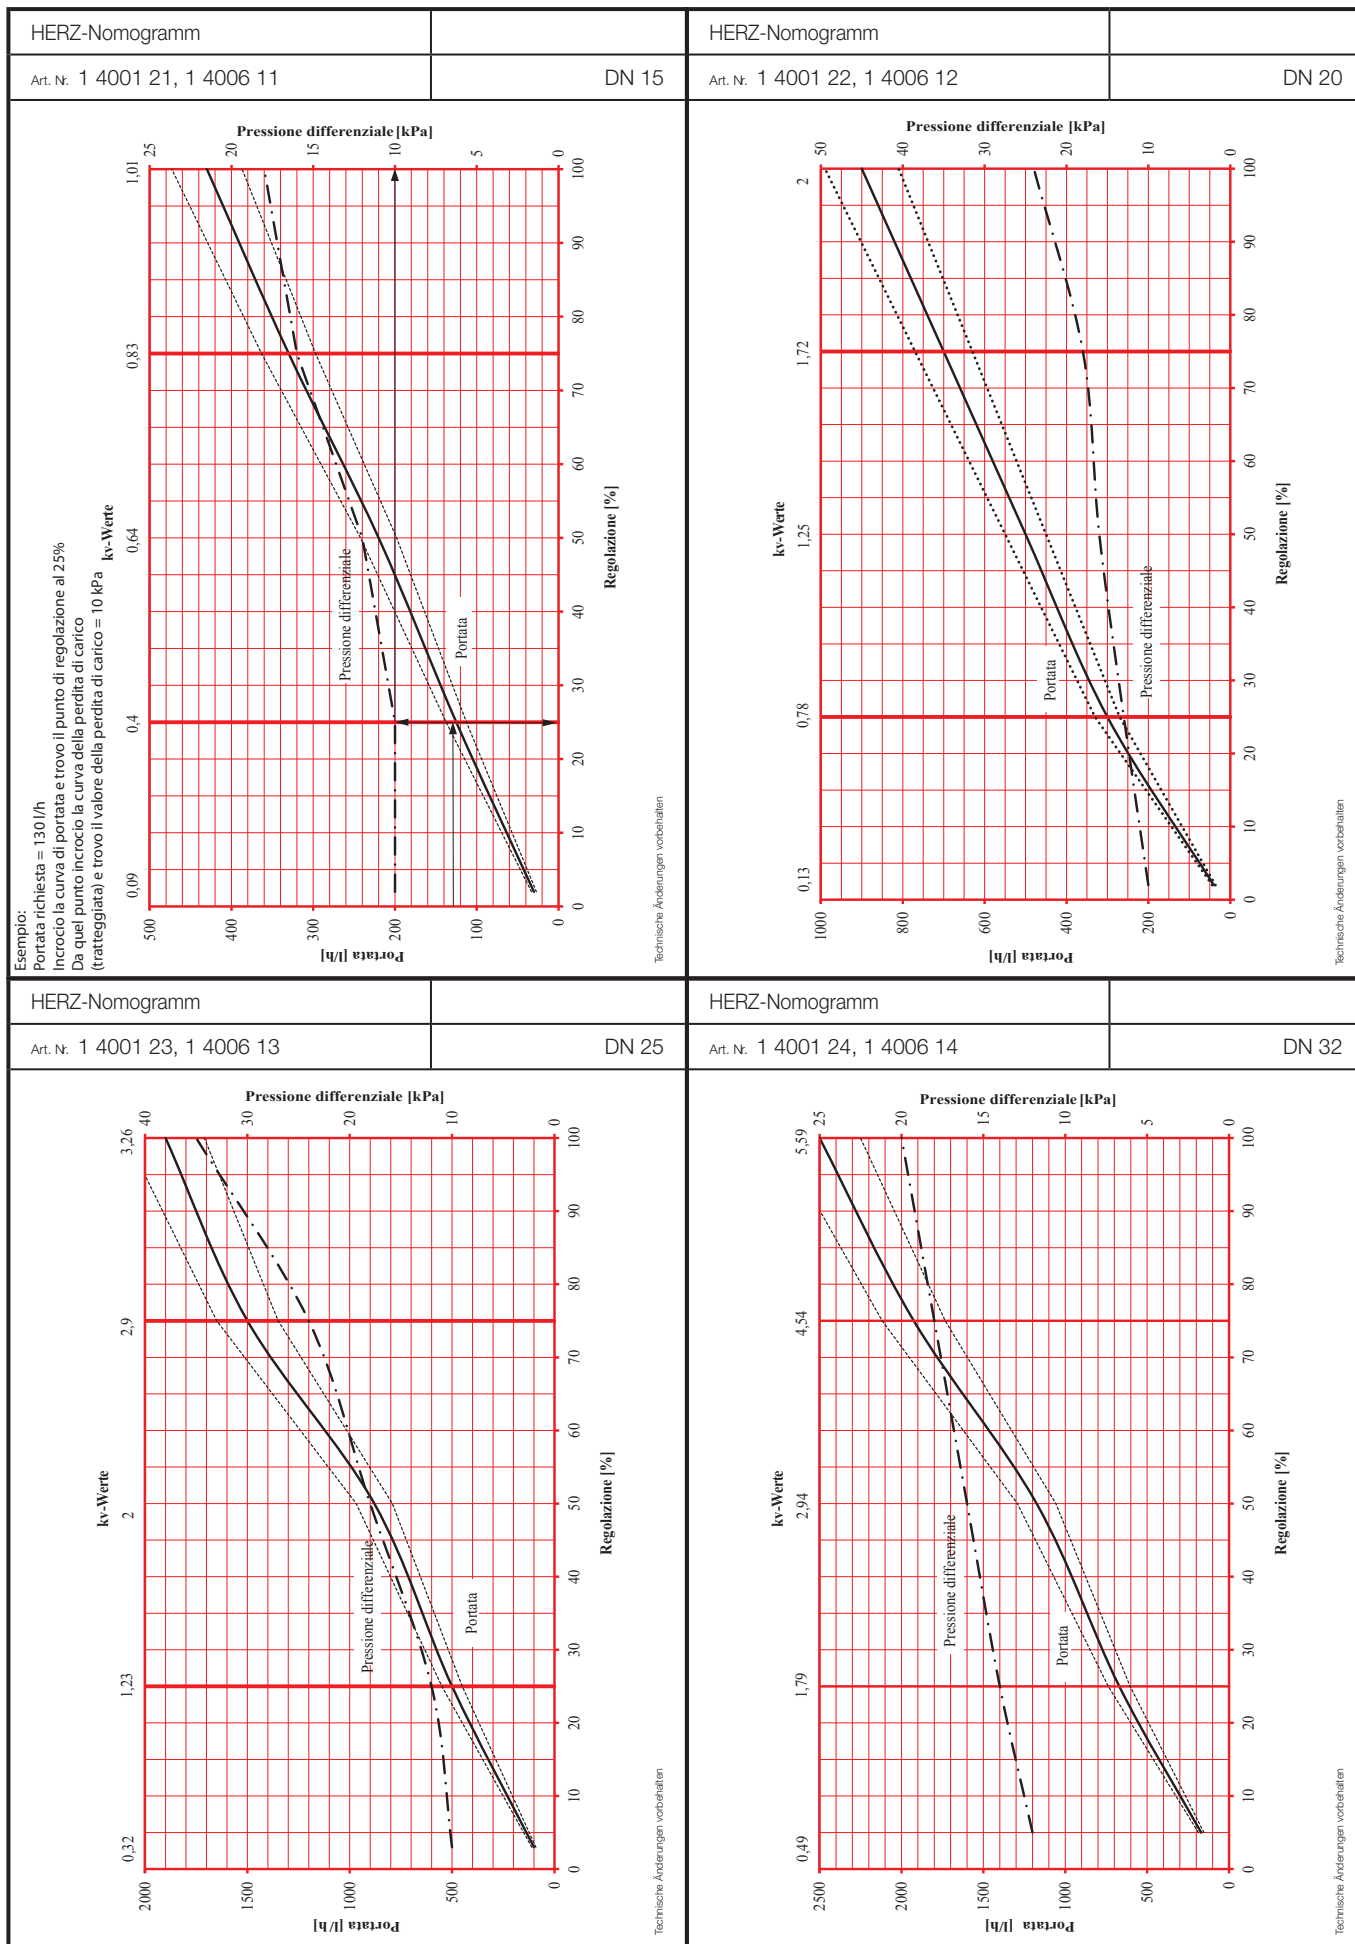 HERZ-Nomogramm
Art. Nr. 1 4001 21, 1 4006 11 DN 15
Esempio:
Portata richiesta = 130 l/h
Incrocio la curva di portata e trovo il punto di regolazione al 25%
Da quel punto incrocio la curva della perdita di carico
(tratteggiata) e trovo il valore della perdita di carico = 10 kPa
kv-Werte
0,09 0,4 0,64 0,83 1,01
Pressione differenziale [kPa]
25 20 15 10 5 0
Pressione differenziale
Portata
500 400 300 200 100 0
Portata [l/h]
0 10 20 30 40 50 60 70 80 90 100
Regolazione [%]
Technische Änderungen vorbehalten
HERZ-Nomogramm
Art. Nr. 1 4001 22, 1 4006 12 DN 20
kv-Werte
0,13 0,78 1,25 1,72 2
Pressione differenziale [kPa]
50 40 30 20 10 0
Portata
Pressione differenziale
1000 800 600 400 200 0
Portata [l/h]
0 10 20 30 40 50 60 70 80 90 100
Regolazione [%]
Technische Änderungen vorbehalten
HERZ-Nomogramm
Art. Nr. 1 4001 23, 1 4006 13 DN 25
kv-Werte
0,32 1,23 2 2,9 3,26
Pressione differenziale [kPa]
40 30 20 10 0
Pressione differenziale
Portata
2000 1500 1000 500 0
Portata [l/h]
0 10 20 30 40 50 60 70 80 90 100
Regolazione [%]
Technische Änderungen vorbehalten
HERZ-Nomogramm
Art. Nr. 1 4001 24, 1 4006 14 DN 32
kv-Werte
0,49 1,79 2,94 4,54 5,59
Pressione differenziale [kPa]
25 20 15 10 5 0
Pressione differenziale
Portata
2500 2000 1500 1000 500 0
Portata [l/h]
0 10 20 30 40 50 60 70 80 90 100
Regolazione [%]
Technische Änderungen vorbehalten